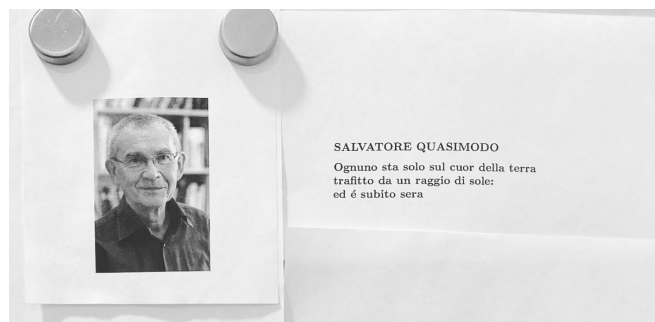 SALVATORE QUASIMODO
Ognuno sta solo sul cuor della terra
trafitto da un raggio di sole:
ed é subito sera